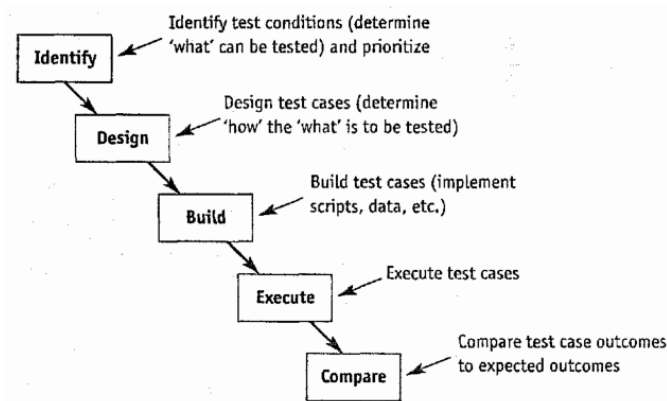 Identify test conditions (determine
'what' can be tested) and prioritize
Identify
Design test cases (determine
'how' the 'what' is to be tested)
Design
Build test cases (implement
scripts, data, etc.)
Build
Execute test cases
Execute
Compare test case outcomes
to expected outcomes
Compare